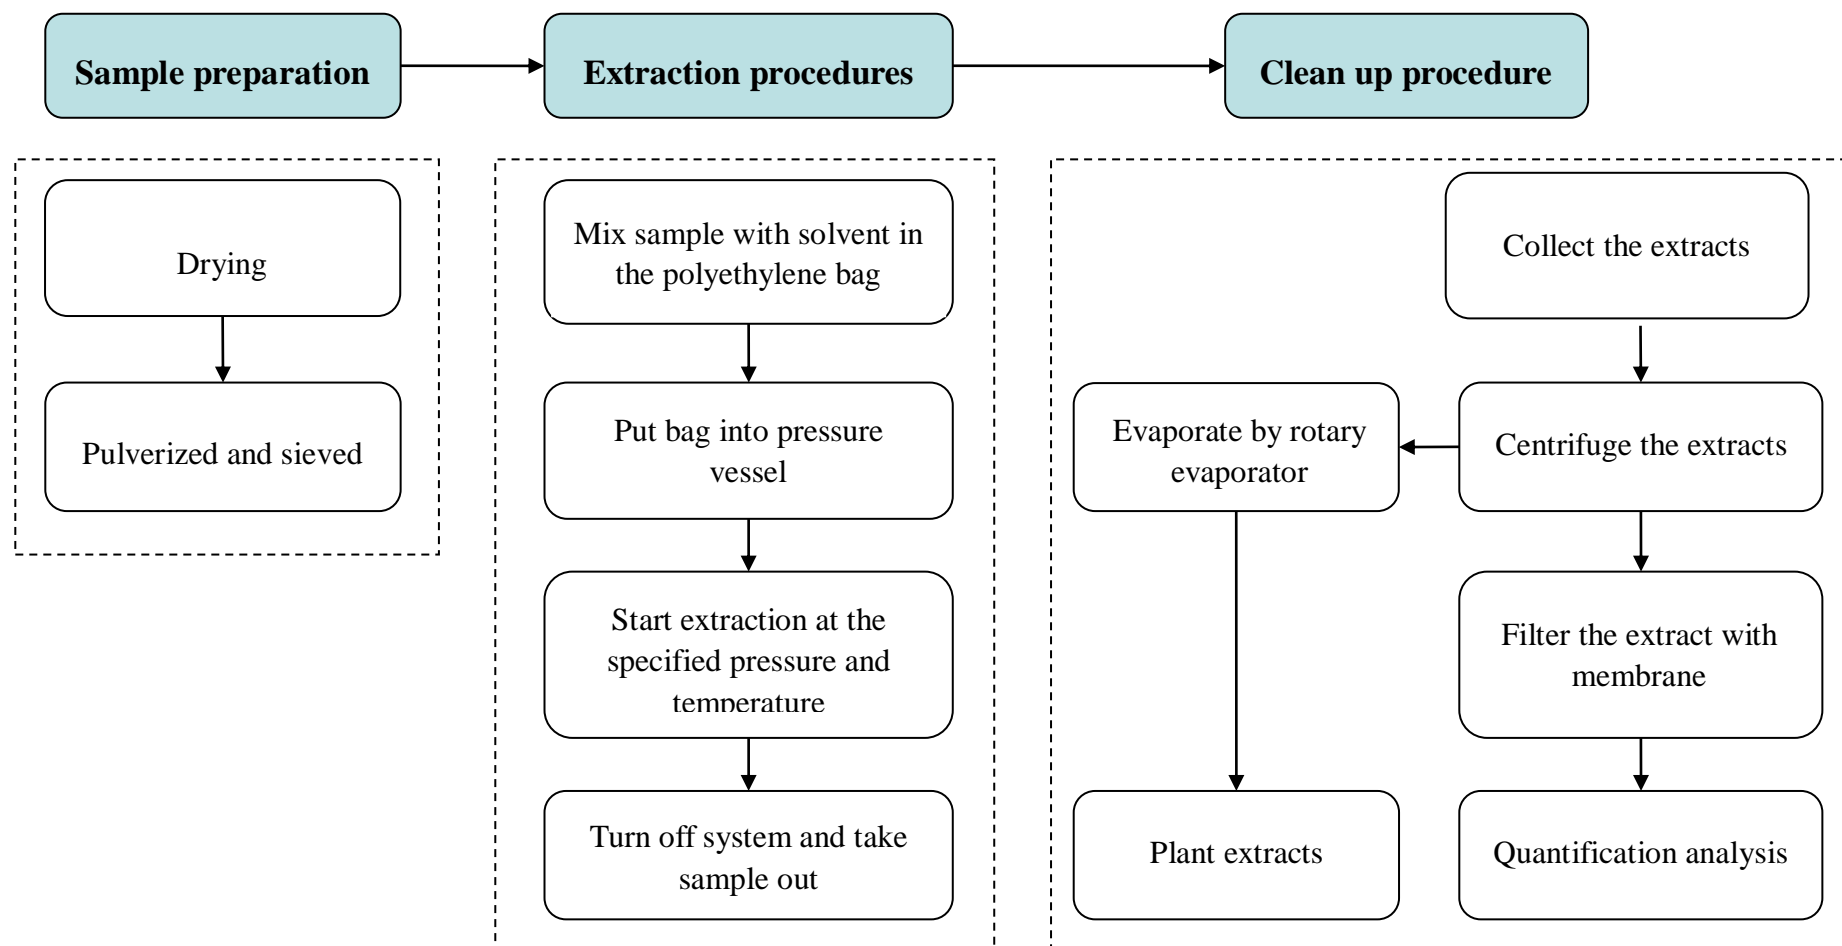 Sample preparation
Extraction procedures
Clean up procedure
Drying
Pulverized and sieved
Mix sample with solvent in
the polyethylene bag
Put bag into pressure
vessel
Start extraction at the
specified pressure and
temperature
Turn off system and take
sample out
Collect the extracts
Centrifuge the extracts
Evaporate by rotary
evaporator
Filter the extract with
membrane
Plant extracts
Quantification analysis